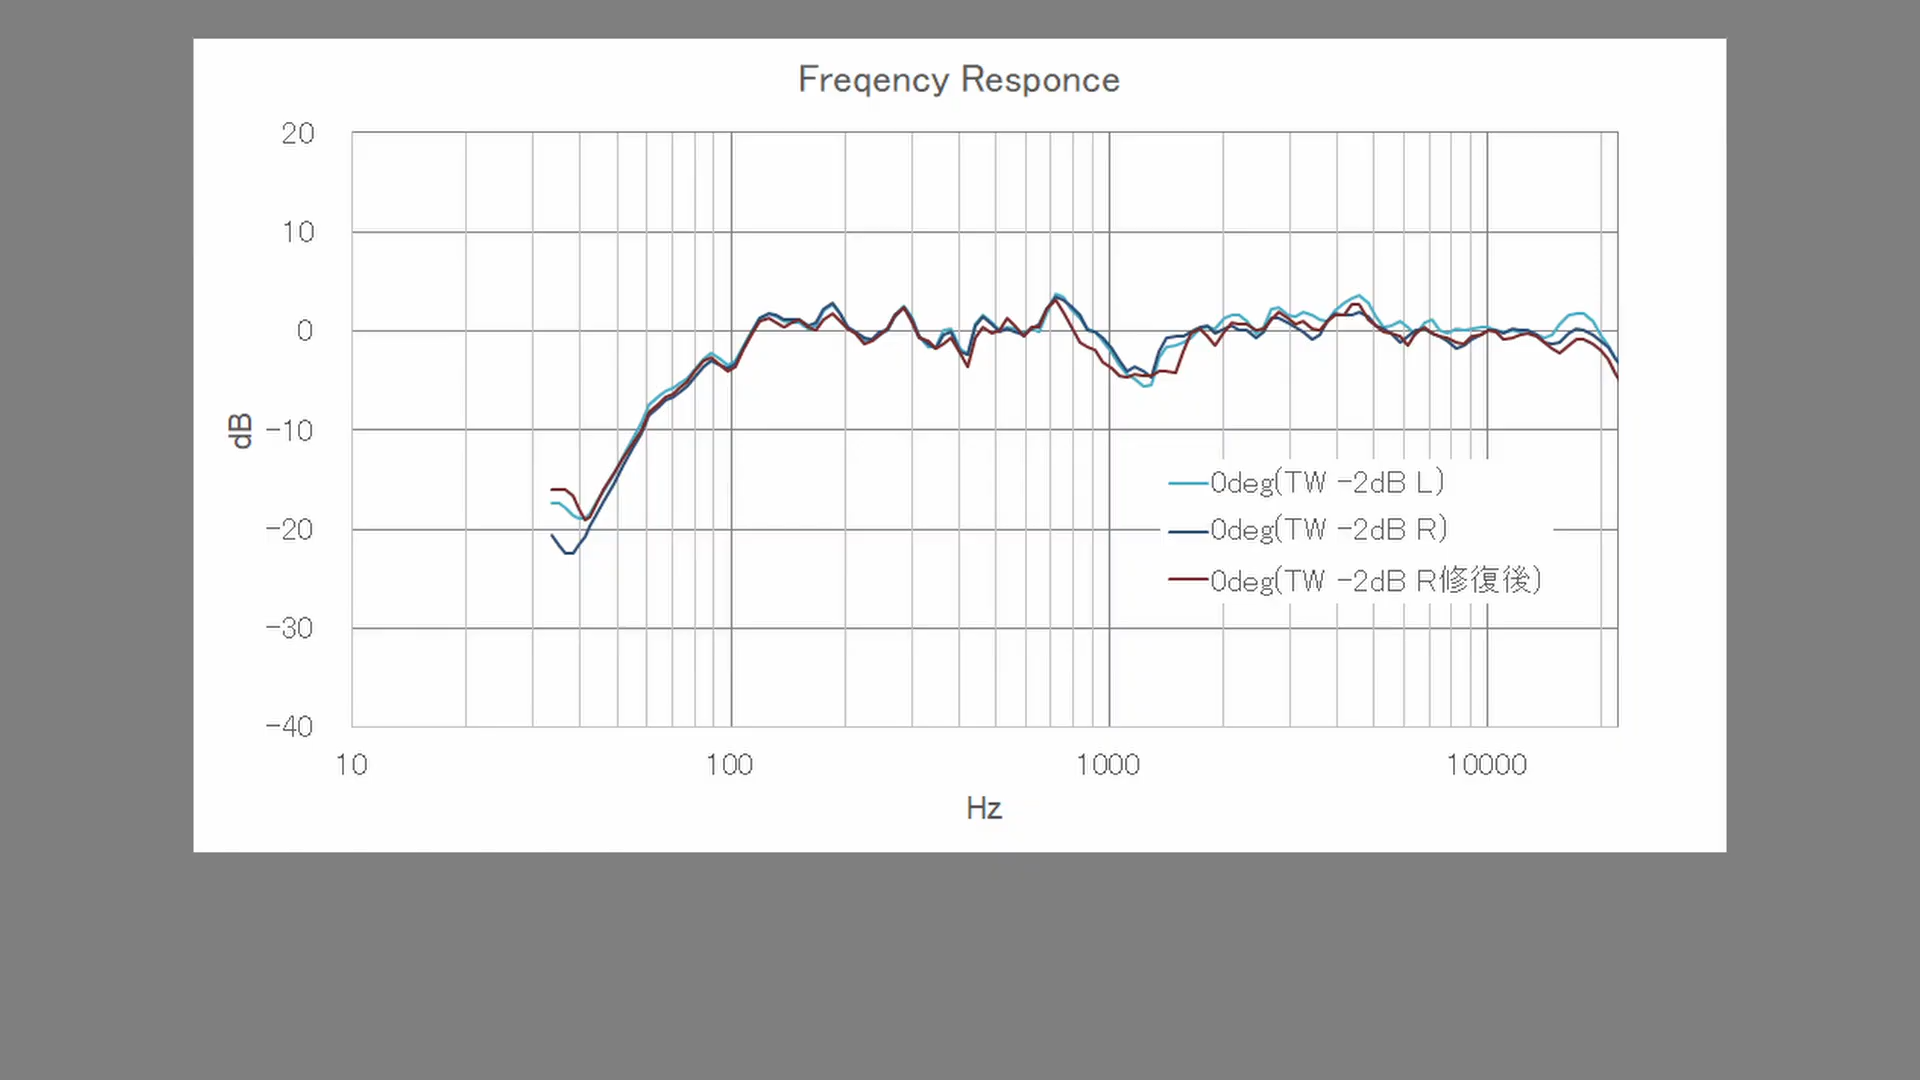 Freqency Responce
20
10
0
-10
-20
-30
-40
dB
0deg(TW -2dB L)
0deg(TW -2dB R)
0deg(TW -2dB R修復後)
10 100 1000 10000
Hz